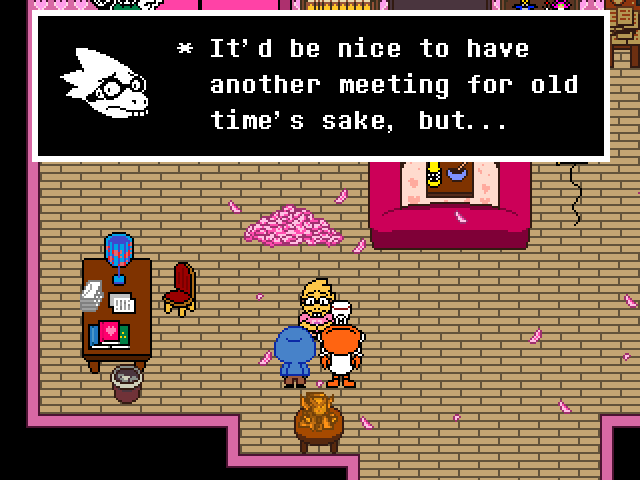 * It'd be nice to have
another meeting for old
time's sake, but...